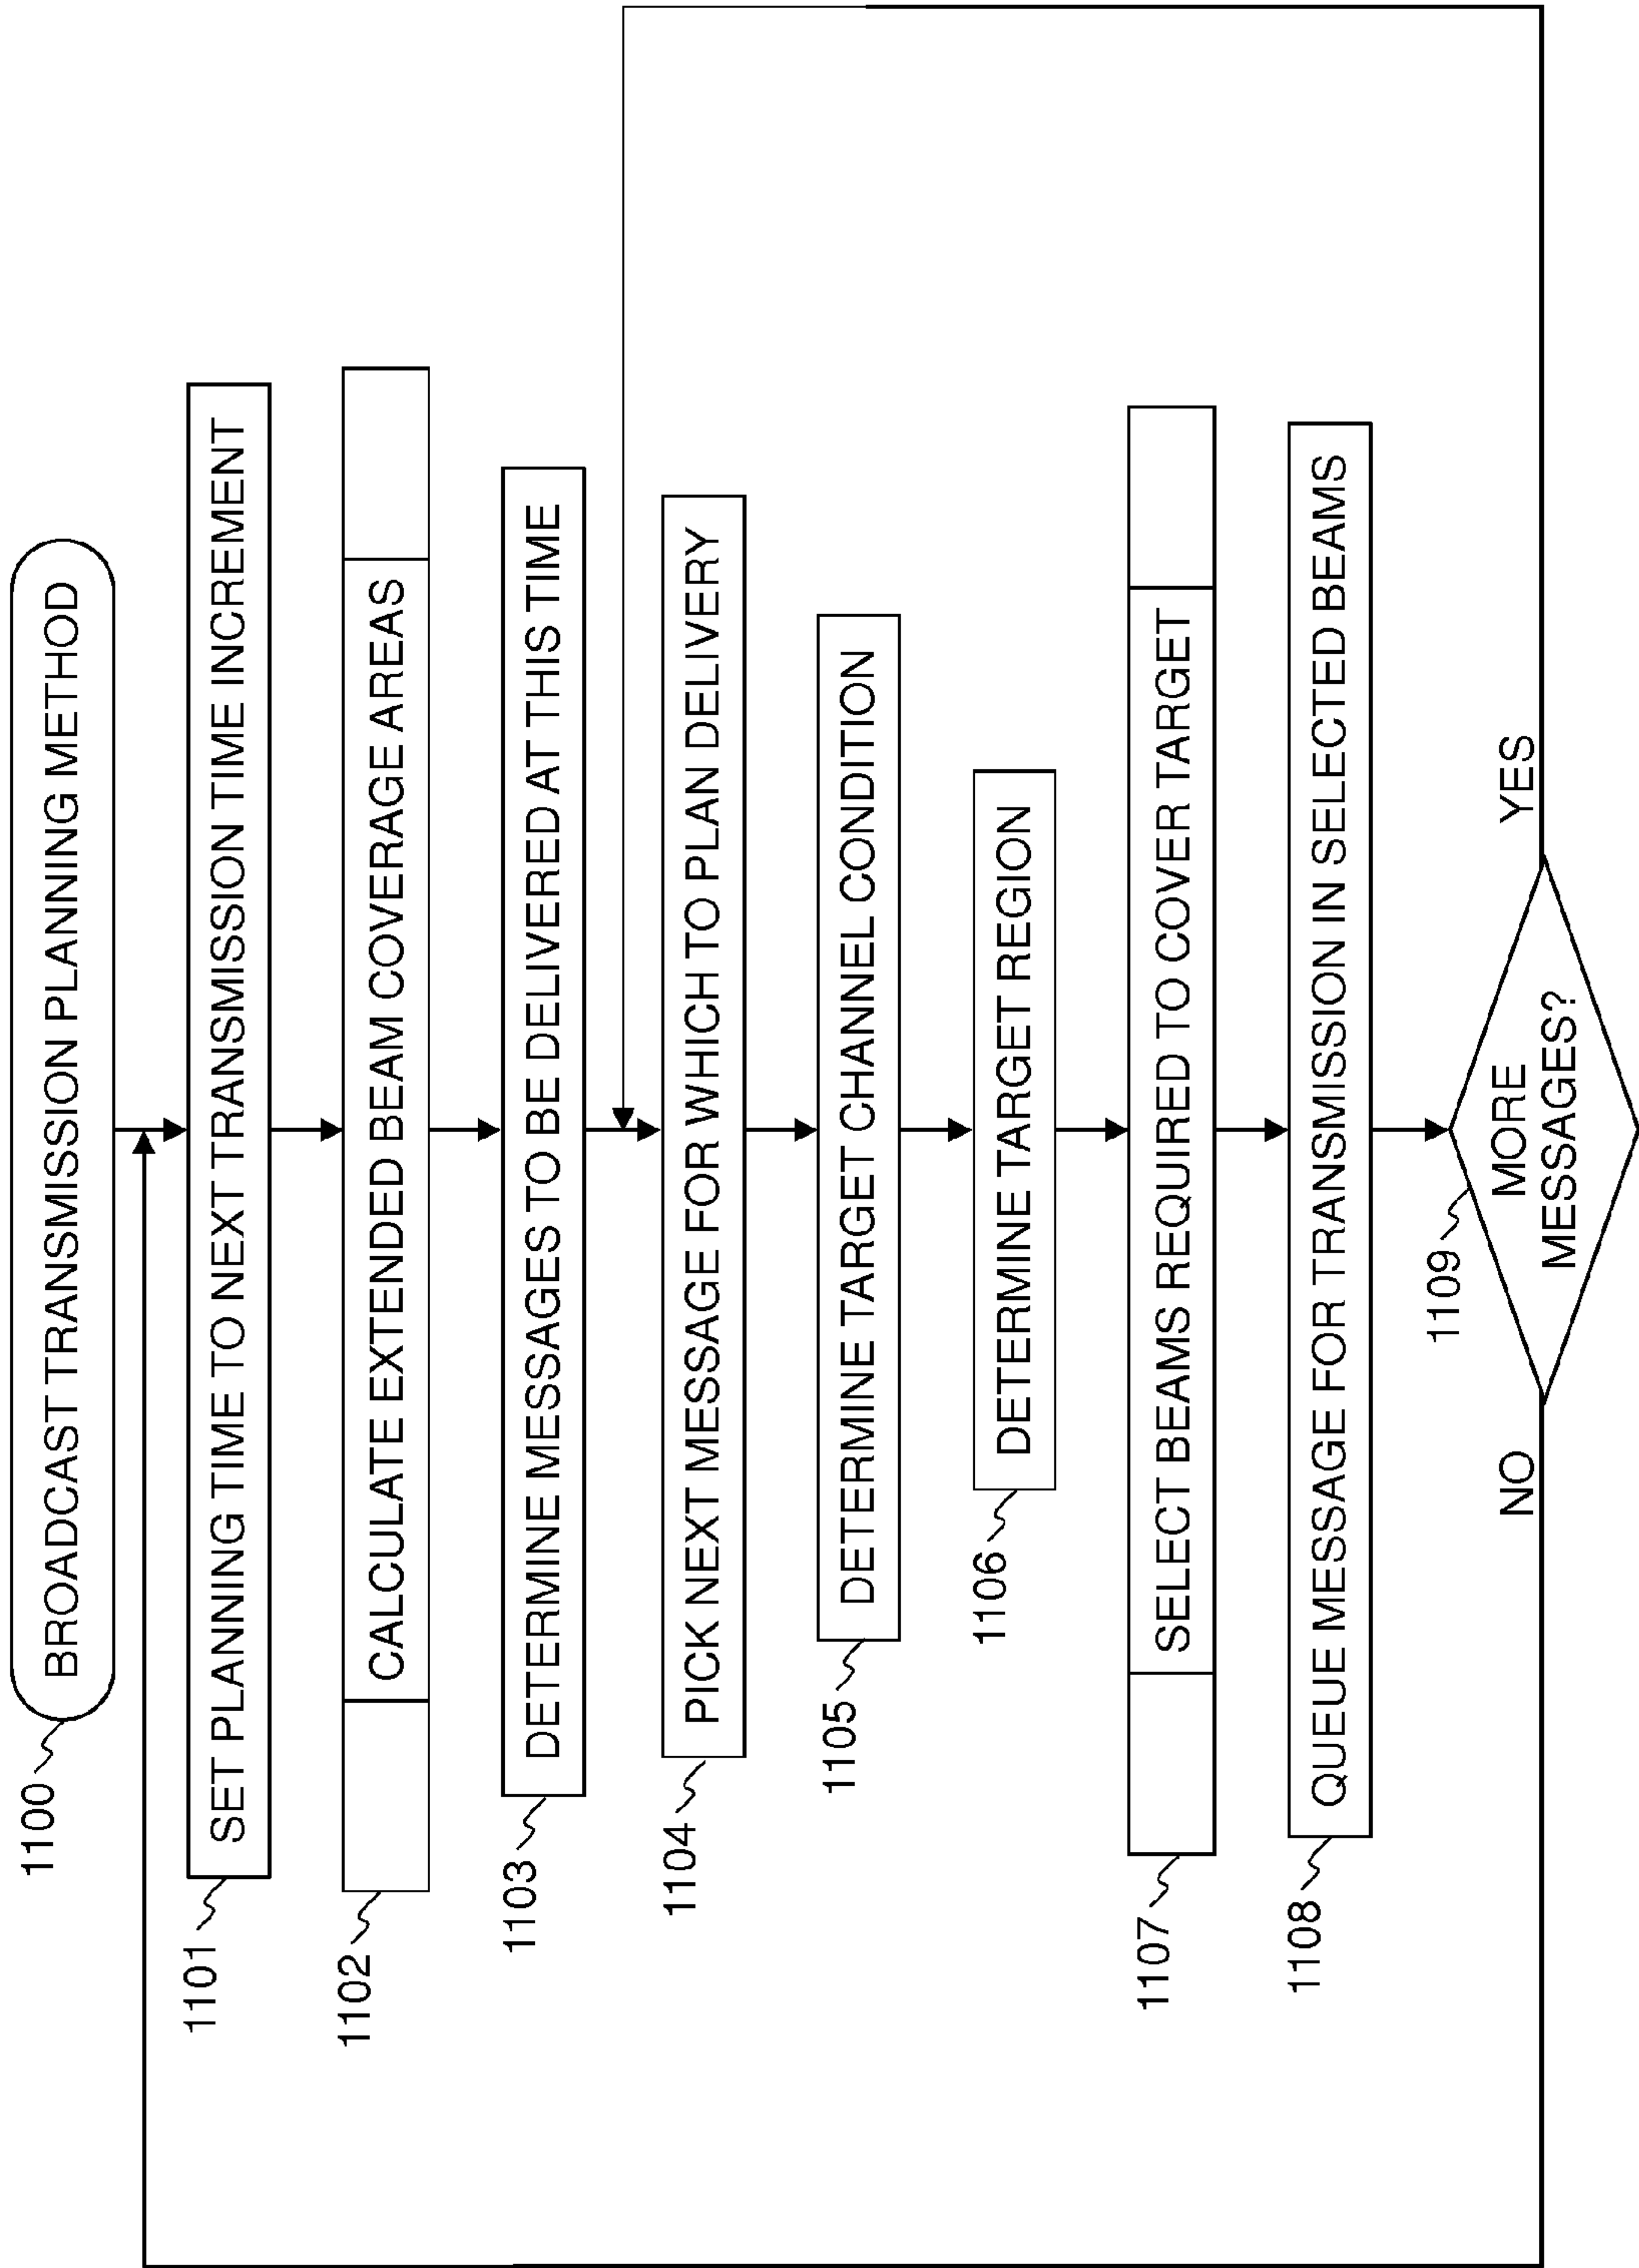 1100
BROADCAST TRANSMISSION PLANNING METHOD
1101
SET PLANNING TIME TO NEXT TRANSMISSION TIME INCREMENT
1102
CALCULATE EXTENDED BEAM COVERAGE AREAS
1103
DETERMINE MESSAGES TO BE DELIVERED AT THIS TIME
1104
PICK NEXT MESSAGE FOR WHICH TO PLAN DELIVERY
1105
DETERMINE TARGET CHANNEL CONDITION
1106
DETERMINE TARGET REGION
1107
SELECT BEAMS REQUIRED TO COVER TARGET
1108
QUEUE MESSAGE FOR TRANSMISSION IN SELECTED BEAMS
1109
MORE
MESSAGES?
NO
YES